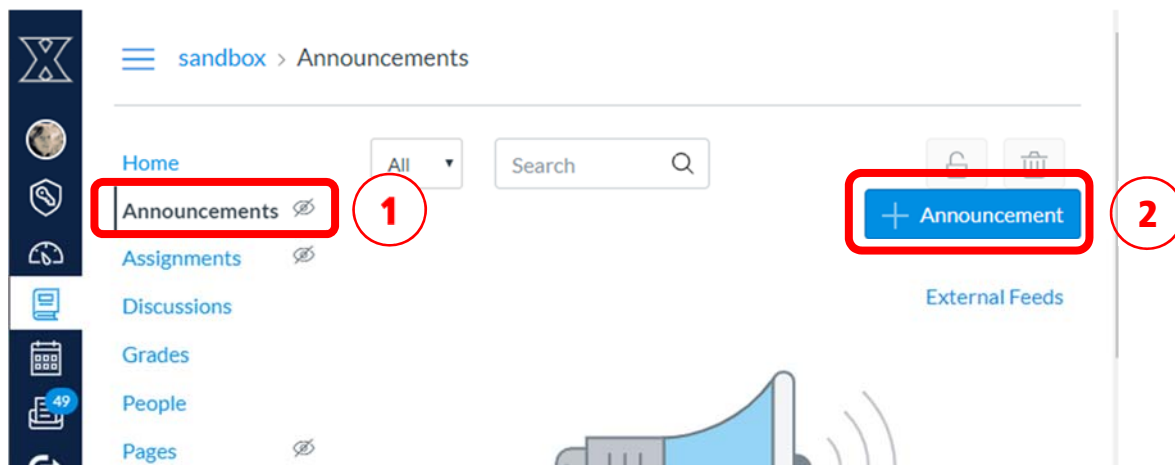 sandbox > Announcements
Home
All
Search
Announcements
1
+ Announcement
2
Assignments
Discussions
External Feeds
Grades
49
People
Pages